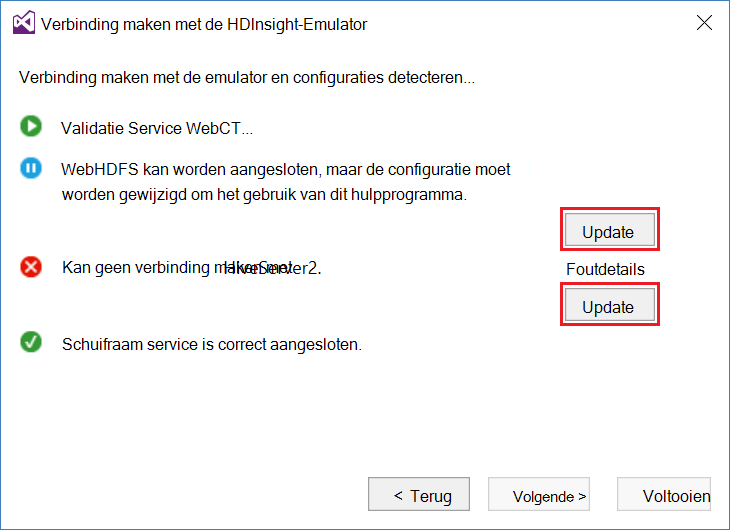 Verbinding maken met de HDInsight-Emulator
Verbinding maken met de emulator en configuraties detecteren...
Validatie Service WebCT...
WebHDFS kan worden aangesloten, maar de configuratie moet
worden gewijzigd om het gebruik van dit hulpprogramma.
Update
Kan geen verbinding maken met HiveServer2.
Foutdetails
Update
Schuifraam service is correct aangesloten.
< Terug
Volgende >
Voltooien